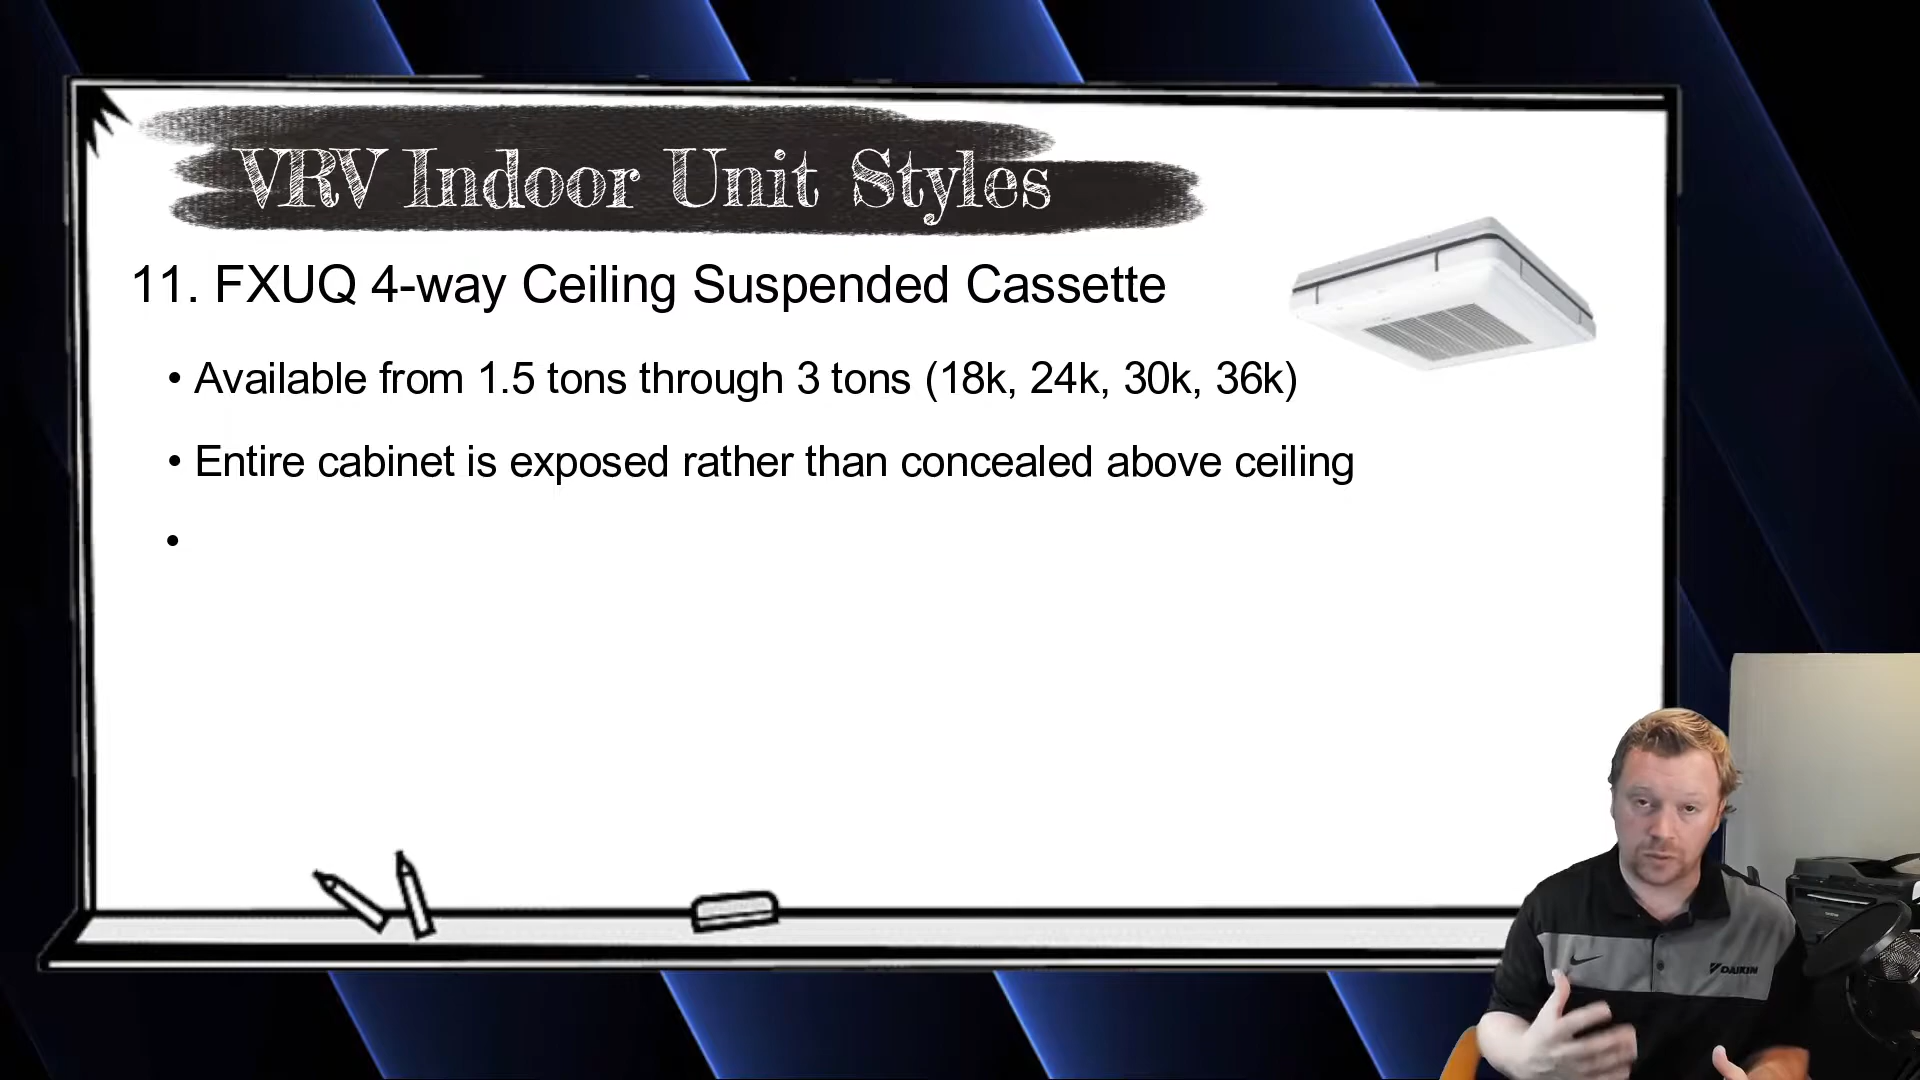 VRV Indoor Unit Styles
11. FXUQ 4-way Ceiling Suspended Cassette
• Available from 1.5 tons through 3 tons (18k, 24k, 30k, 36k)
• Entire cabinet is exposed rather than concealed above ceiling
•
DAIKIN